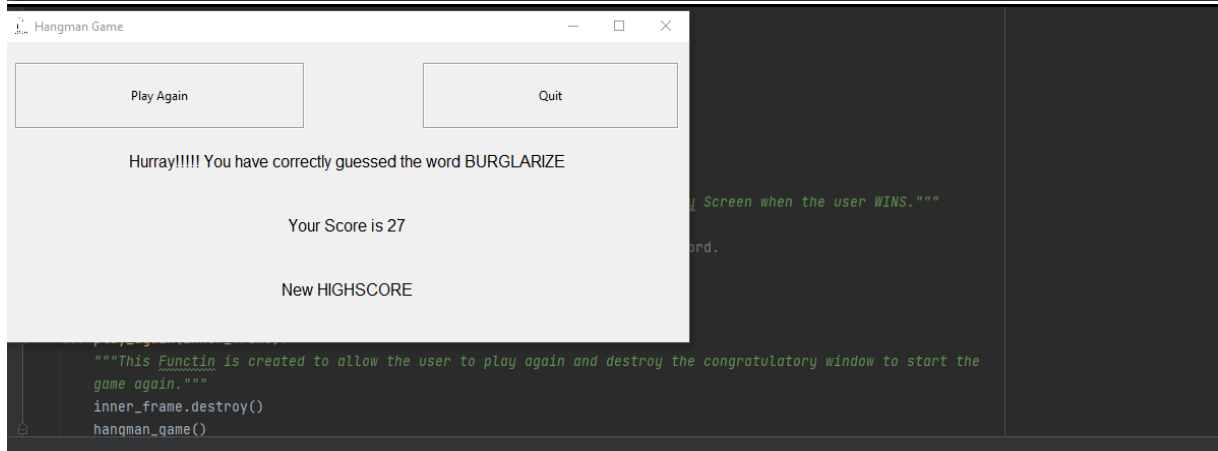 Hangman Game
Play Again
Quit
Hurray!!!!! You have correctly guessed the word BURGLARIZE
Your Score is 27
New HIGHSCORE
Screen when the user WINS."""
"""This Functin is created to allow the user to play again and destroy the congratulatory window to start the
game again."""
inner_frame.destroy()
hangman_game()